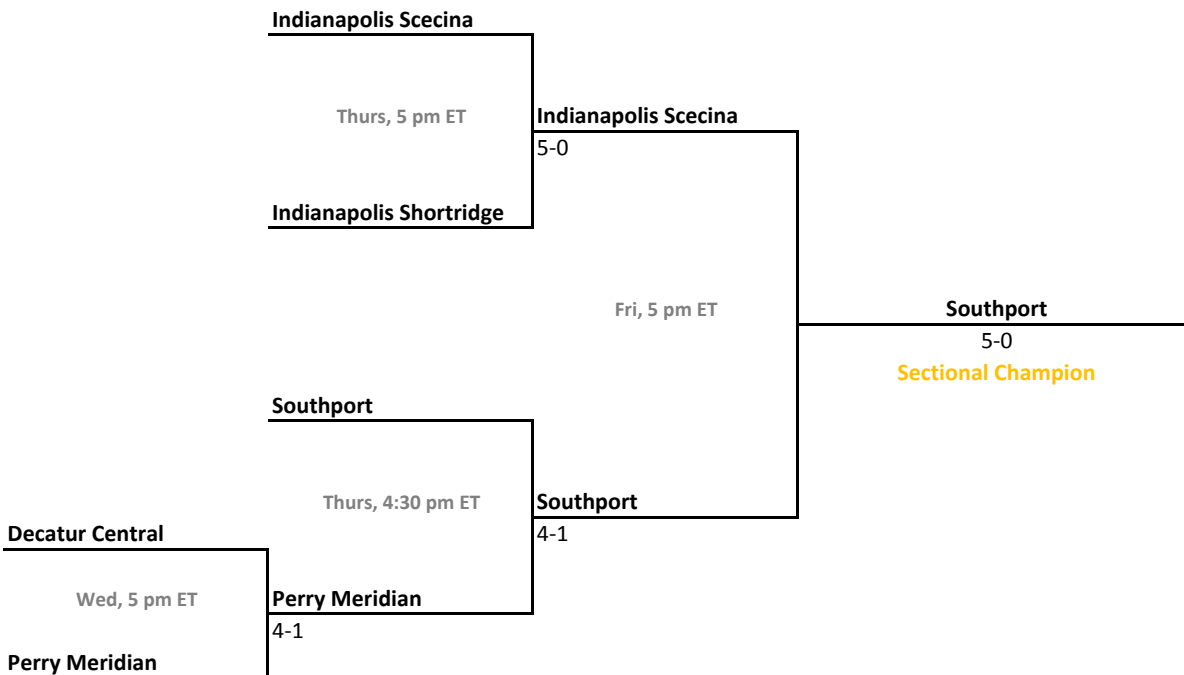 Indianapolis Scecina
Thurs, 5 pm ET
Indianapolis Scecina
5-0
Indianapolis Shortridge
Fri, 5 pm ET
Southport
5-0
Sectional Champion
Southport
Thurs, 4:30 pm ET
Southport
4-1
Decatur Central
Wed, 5 pm ET
Perry Meridian
4-1
Perry Meridian